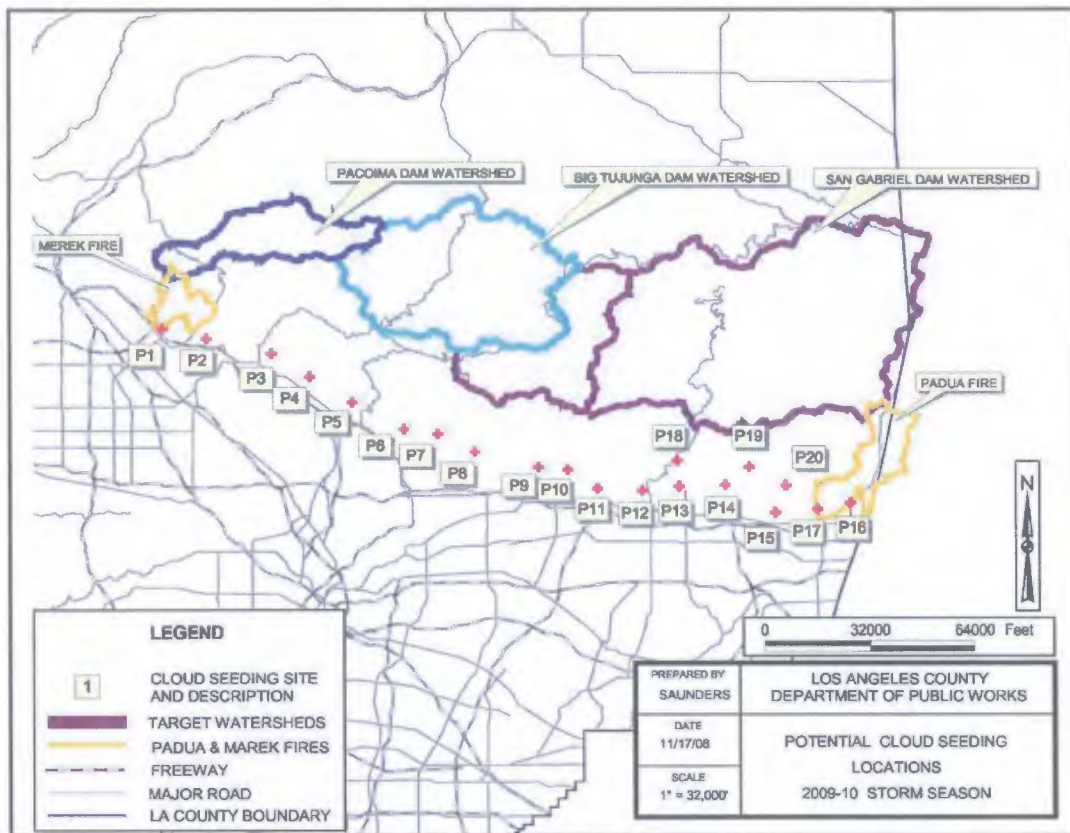 PACOIMA DAM WATERSHED
BIG TUJUNGA DAM WATERSHED
SAN GABRIEL DAM WATERSHED
MEREK FIRE
P1
P2
P3
P4
P5
PADUA FIRE
P6
P7
P8
P9
P10
P11
P12
P13
P14
P15
P16
P17
P18
P19
P20
N
0 32000 64000 Feet
LEGEND
1 CLOUD SEEDING SITE
AND DESCRIPTION
TARGET WATERSHEDS
PADUA & MAREK FIRES
FREEWAY
MAJOR ROAD
LA COUNTY BOUNDARY
PREPARED BY
SAUNDERS
DATE
11/17/08
SCALE
1" = 32,000'
LOS ANGELES COUNTY
DEPARTMENT OF PUBLIC WORKS
POTENTIAL CLOUD SEEDING
LOCATIONS
2009-10 STORM SEASON